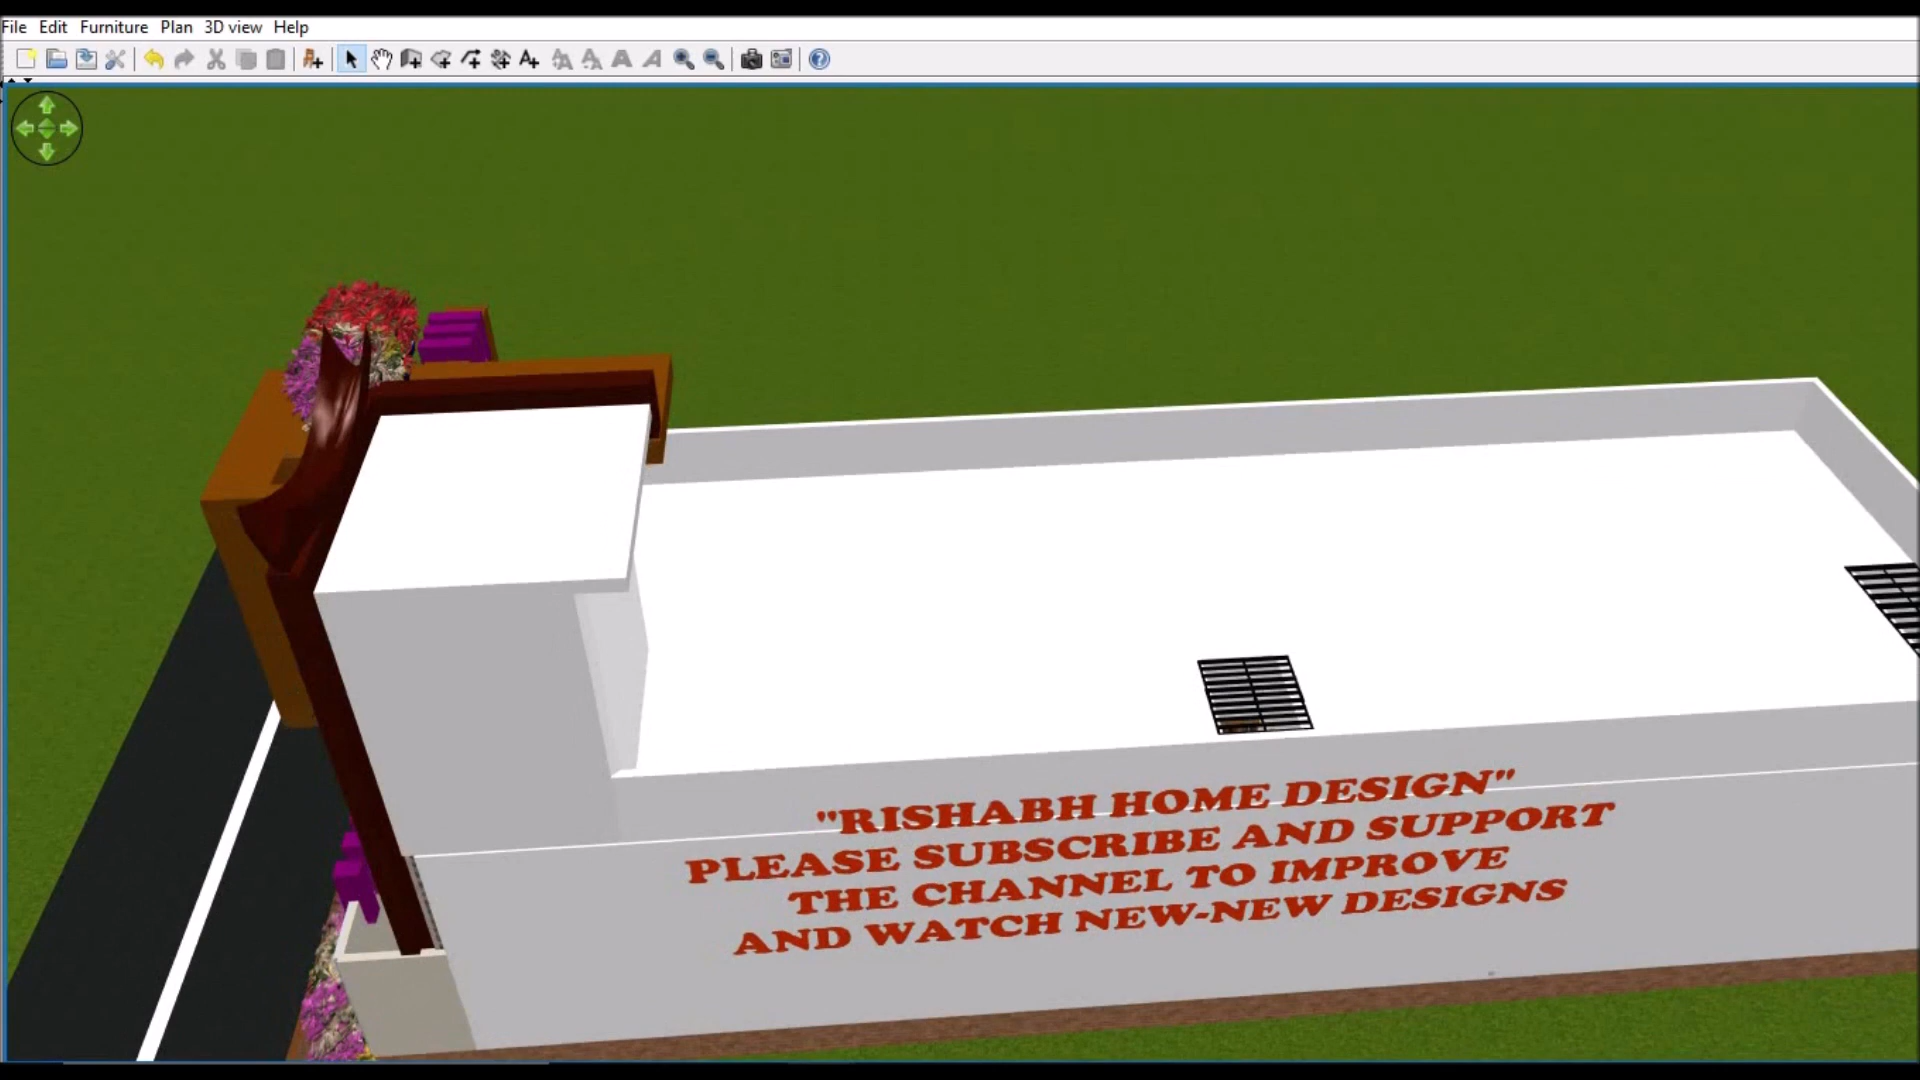 File Edit Furniture Plan 3D view Help
"RISHABH HOME DESIGN"
PLEASE SUBSCRIBE AND SUPPORT
THE CHANNEL TO IMPROVE
AND WATCH NEW-NEW DESIGNS